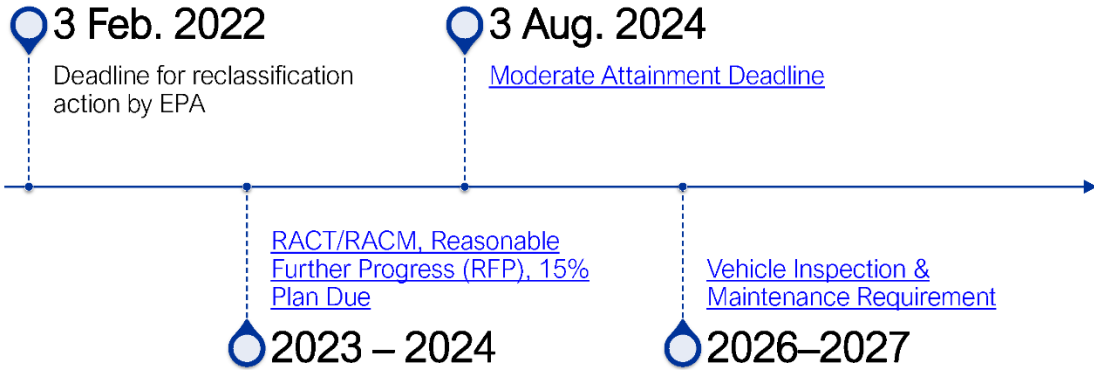 3 Feb. 2022
Deadline for reclassification
action by EPA
3 Aug. 2024
Moderate Attainment Deadline
RACT/RACM, Reasonable
Further Progress (RFP), 15%
Plan Due
2023 – 2024
Vehicle Inspection &
Maintenance Requirement
2026–2027